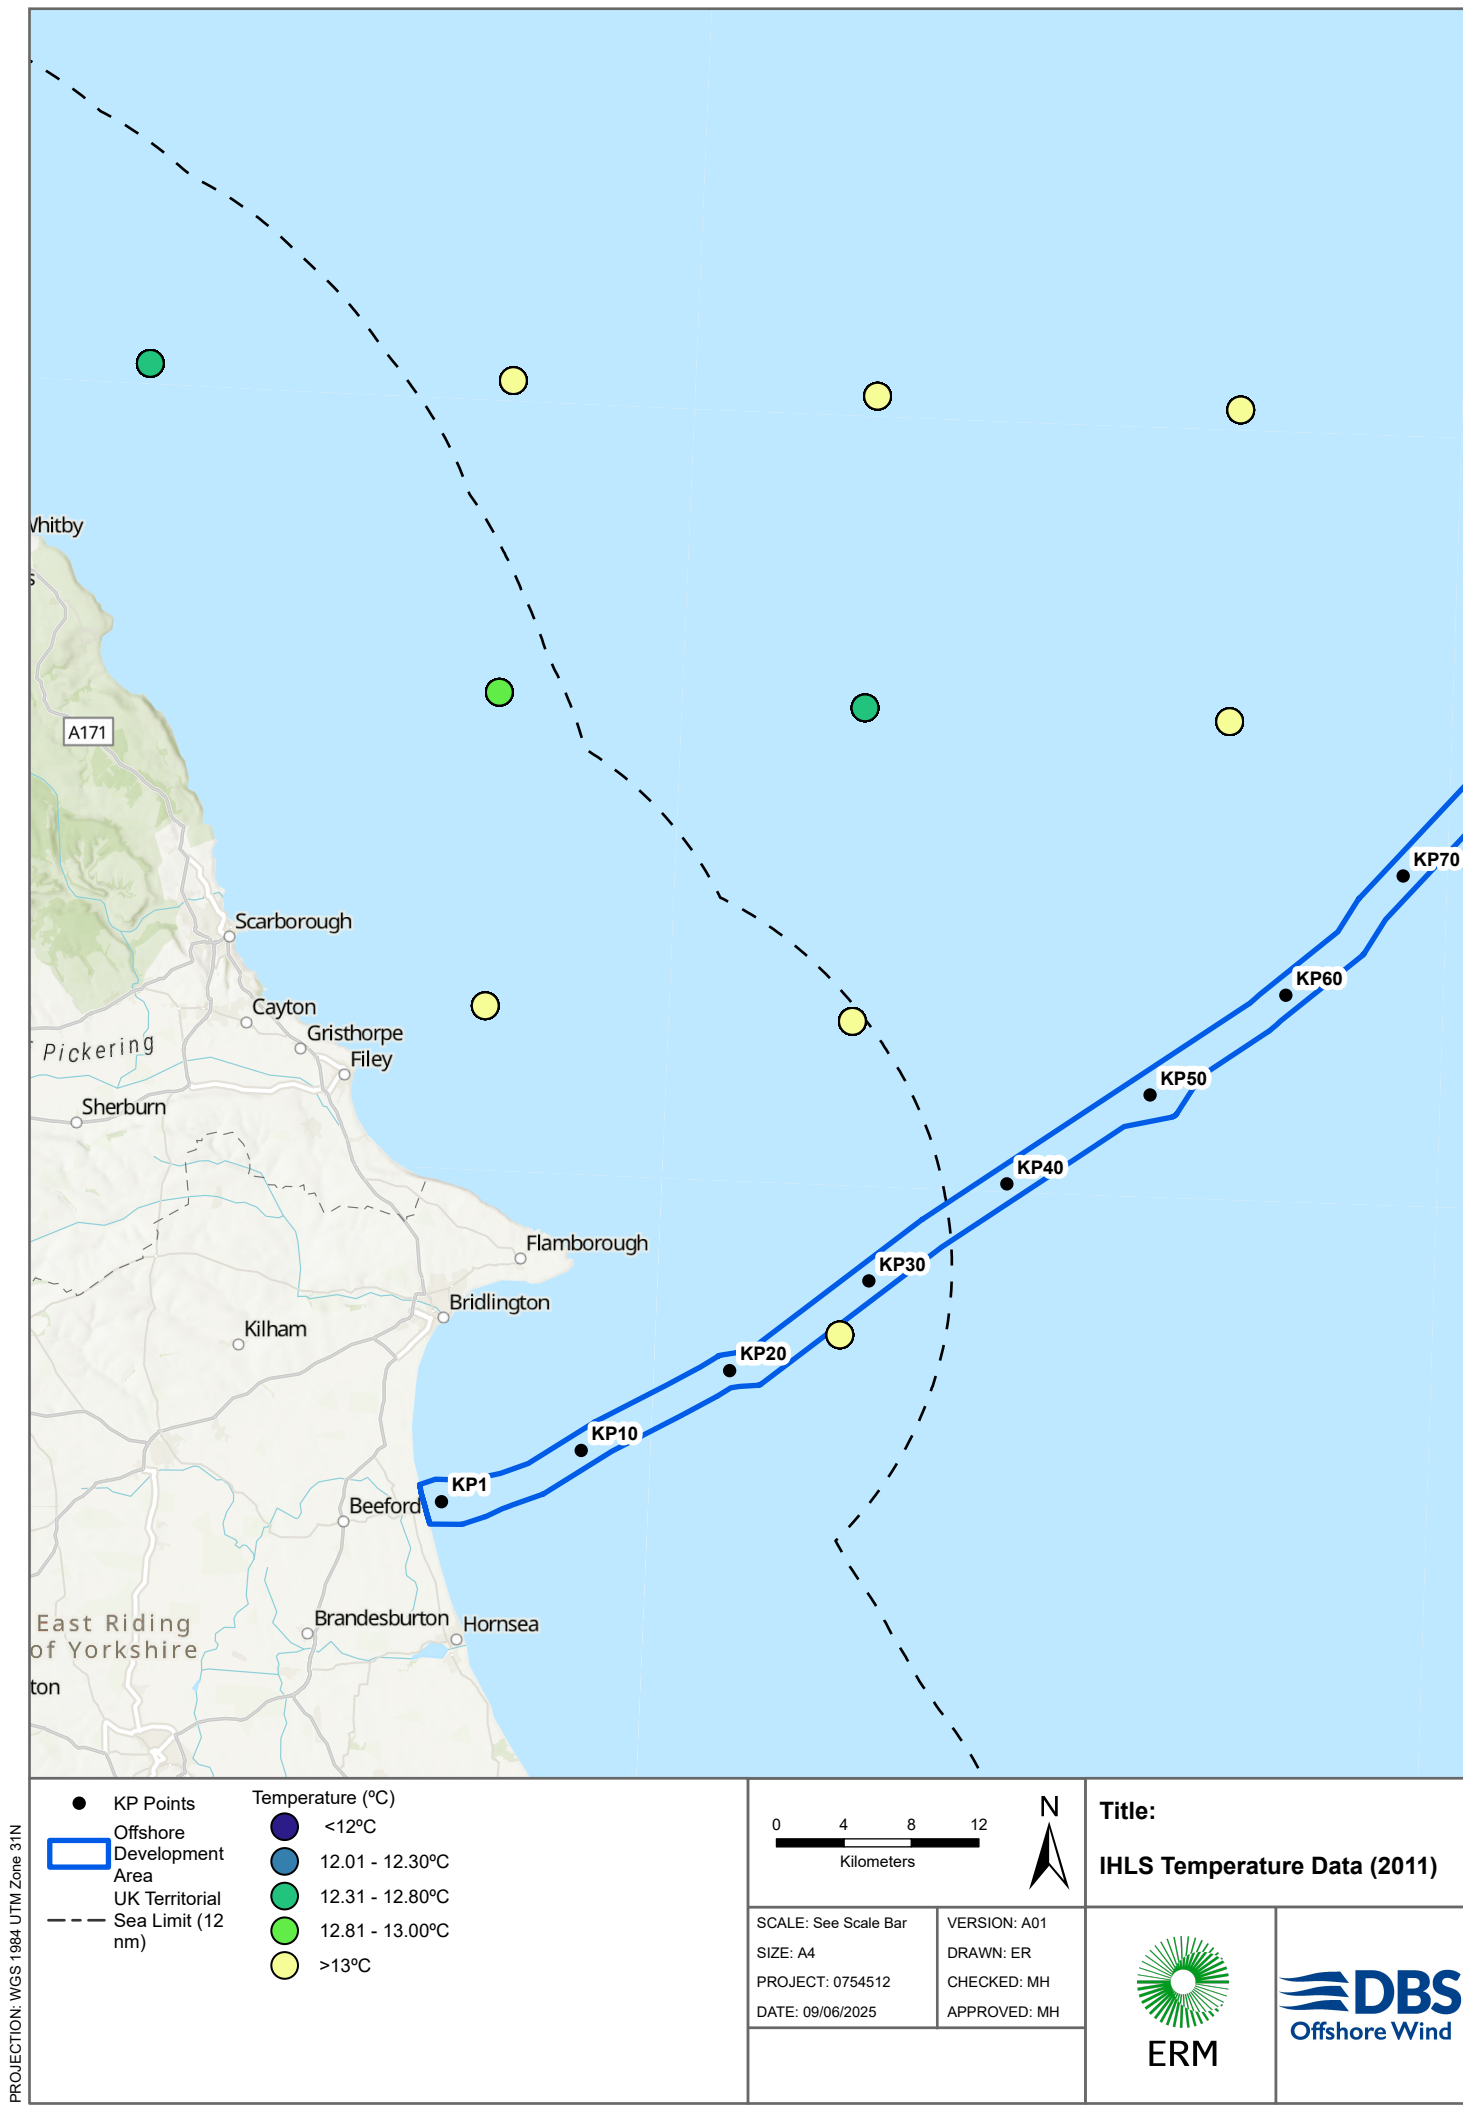 Whitby
s
A171
KP70
Scarborough
KP60
Cayton
Gristhorpe
Pickering
Filey
KP50
Sherburn
KP40
Flamborough
KP30
Bridlington
Kilham
KP20
KP10
KP1
Beeford
East Riding
of Yorkshire
Brandesburton
Hornsea
ton
PROJECTION: WGS 1984 UTM Zone 31N
KP Points
Offshore
Development
Area
UK Territorial
Sea Limit (12
nm)
Temperature (ºC)
<12ºC
12.01 - 12.30ºC
12.31 - 12.80ºC
12.81 - 13.00ºC
>13ºC
0 4 8 12
Kilometers
N
Title:
IHLS Temperature Data (2011)
SCALE: See Scale Bar
SIZE: A4
PROJECT: 0754512
DATE: 09/06/2025
VERSION: A01
DRAWN: ER
CHECKED: MH
APPROVED: MH
ERM
DBS
Offshore Wind